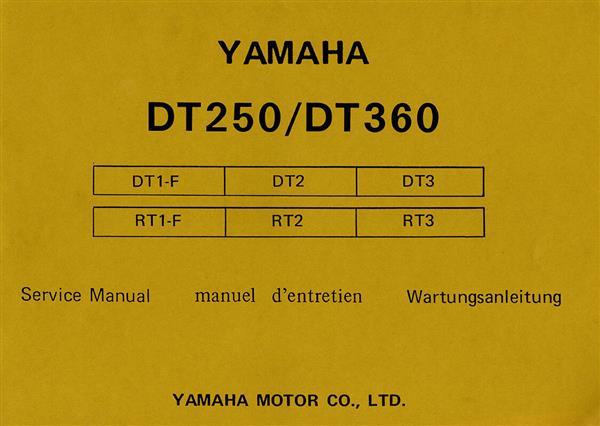 YAMAHA
DT250/DT360
DT1-F DT2 DT3
RT1-F RT2 RT3
Service Manual manuel d'entretien Wartungsanleitung
YAMAHA MOTOR CO., LTD.